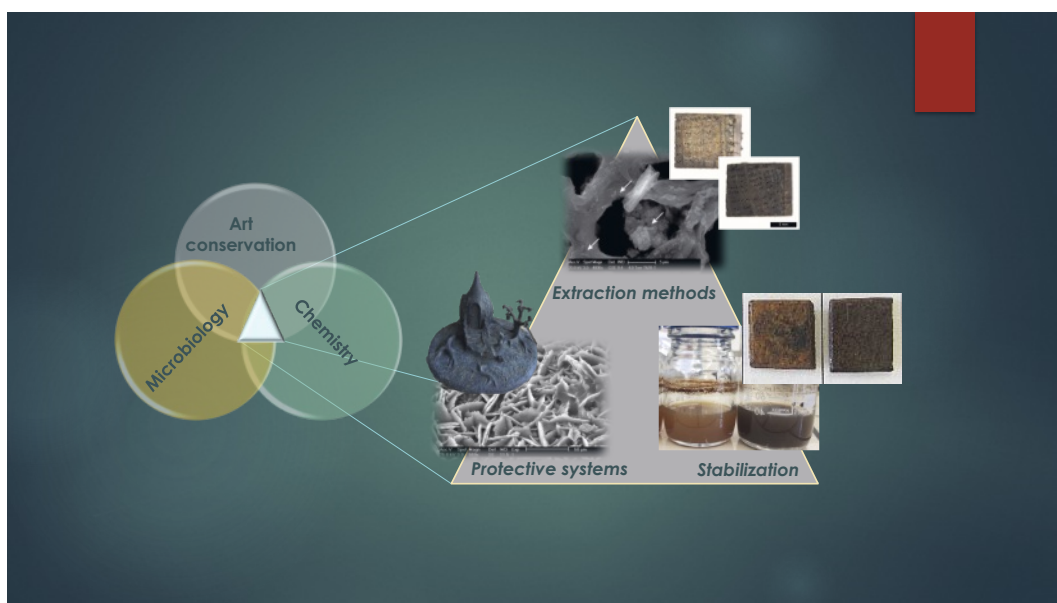 Art
conservation
Microbiology
Chemistry
Extraction methods
Protective systems
Stabilization